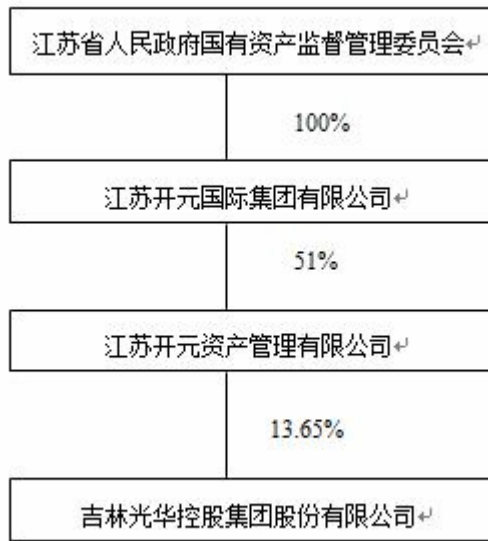 江苏省人民政府国有资产监督管理委员会↵
100%
江苏开元国际集团有限公司↵
51%
江苏开元资产管理有限公司↵
13.65%
吉林光华控股集团股份有限公司↵